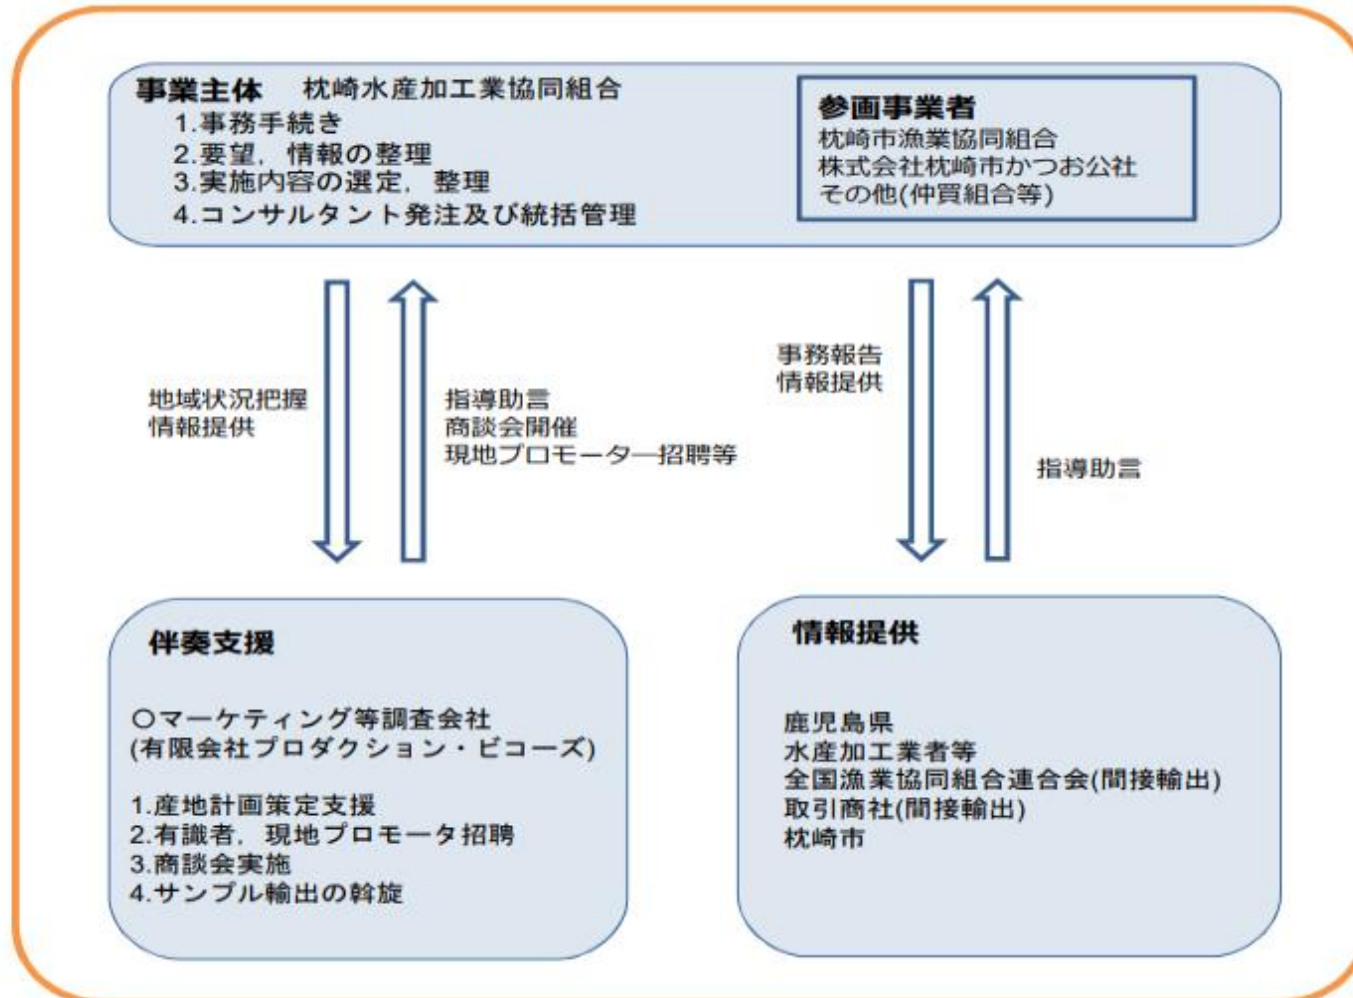 事業主体 枕崎水産加工業協同組合
1.事務手続き
2.要望，情報の整理
3.実施内容の選定，整理
4.コンサルタント発注及び統括管理
参画事業者
枕崎市漁業協同組合
株式会社枕崎市かつお公社
その他(仲買組合等)
地域状況把握
情報提供
指導助言
商談会開催
現地プロモーター―招聘等
事務報告
情報提供
指導助言
伴奏支援
〇マーケティング等調査会社
(有限会社プロダクション・ビコーズ)
1.産地計画策定支援
2.有識者，現地プロモータ招聘
3.商談会実施
4.サンプル輸出の斡旋
情報提供
鹿児島県
水産加工業者等
全国漁業協同組合連合会(間接輸出)
取引商社(間接輸出)
枕崎市